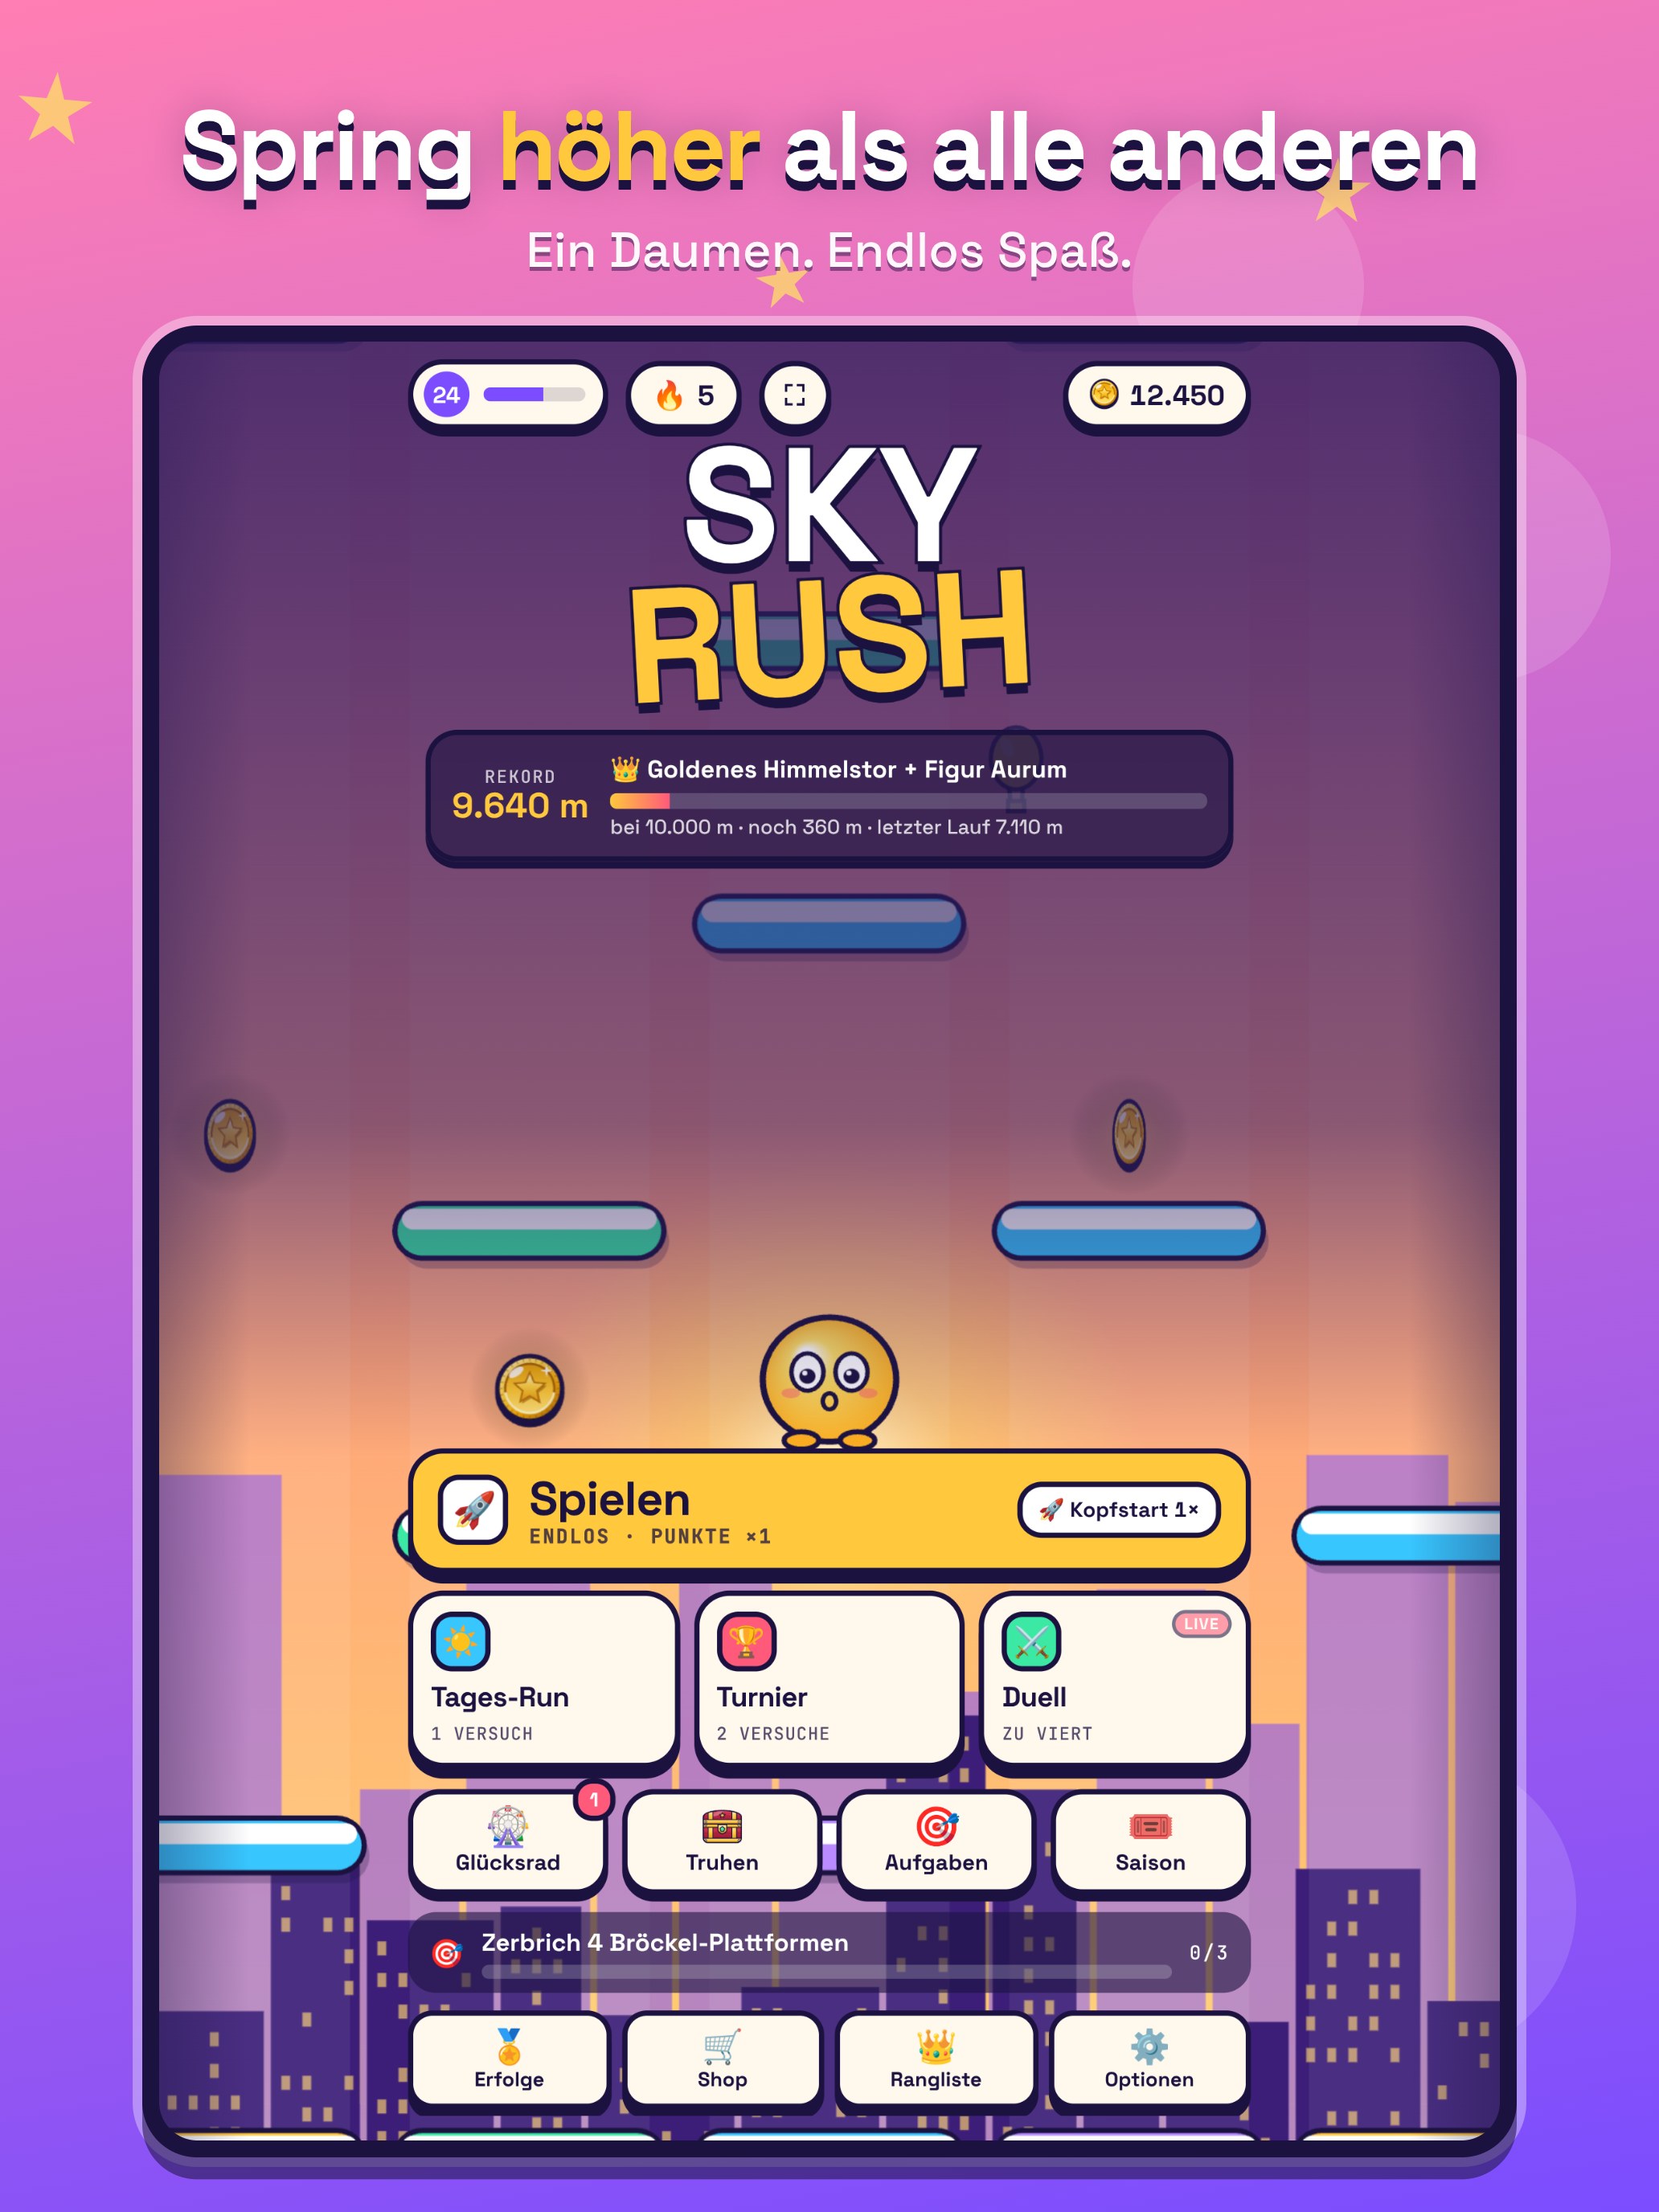 Spring höher als alle anderen
Ein Daumen. Endlos Spaß.
24
5
12.450
SKY
RUSH
REKORD
9.640 m
Goldenes Himmelstor + Figur Aurum
bei 10.000 m · noch 360 m · letzter Lauf 7.110 m
Spielen
ENDLOS · PUNKTE ×1
Kopfstart 1×
LIVE
Tages-Run
Turnier
Duell
1 VERSUCH
2 VERSUCHE
ZU VIERT
1
Glücksrad
Truhen
Aufgaben
Saison
Zerbrich 4 Bröckel-Plattformen
0/3
Erfolge
Shop
Rangliste
Optionen